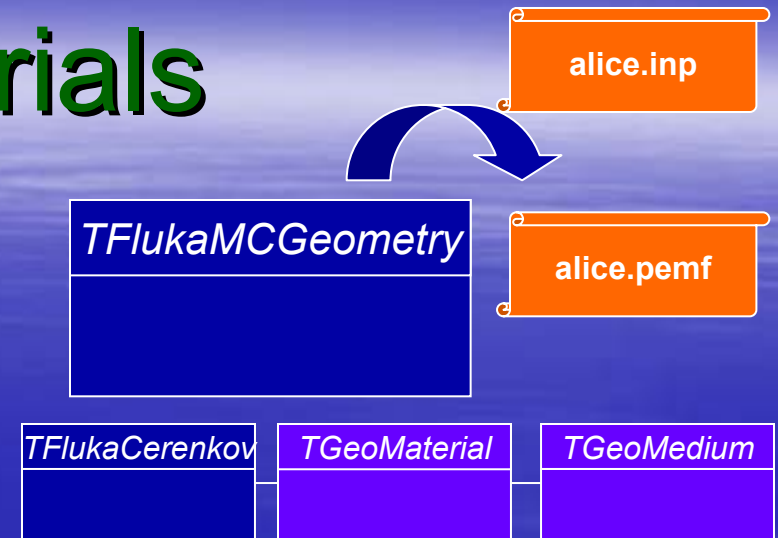 rials
alice.inp
TFlukaMCGeometry
alice.pemf
TFlukaCerenkov
TGeoMaterial
TGeoMedium